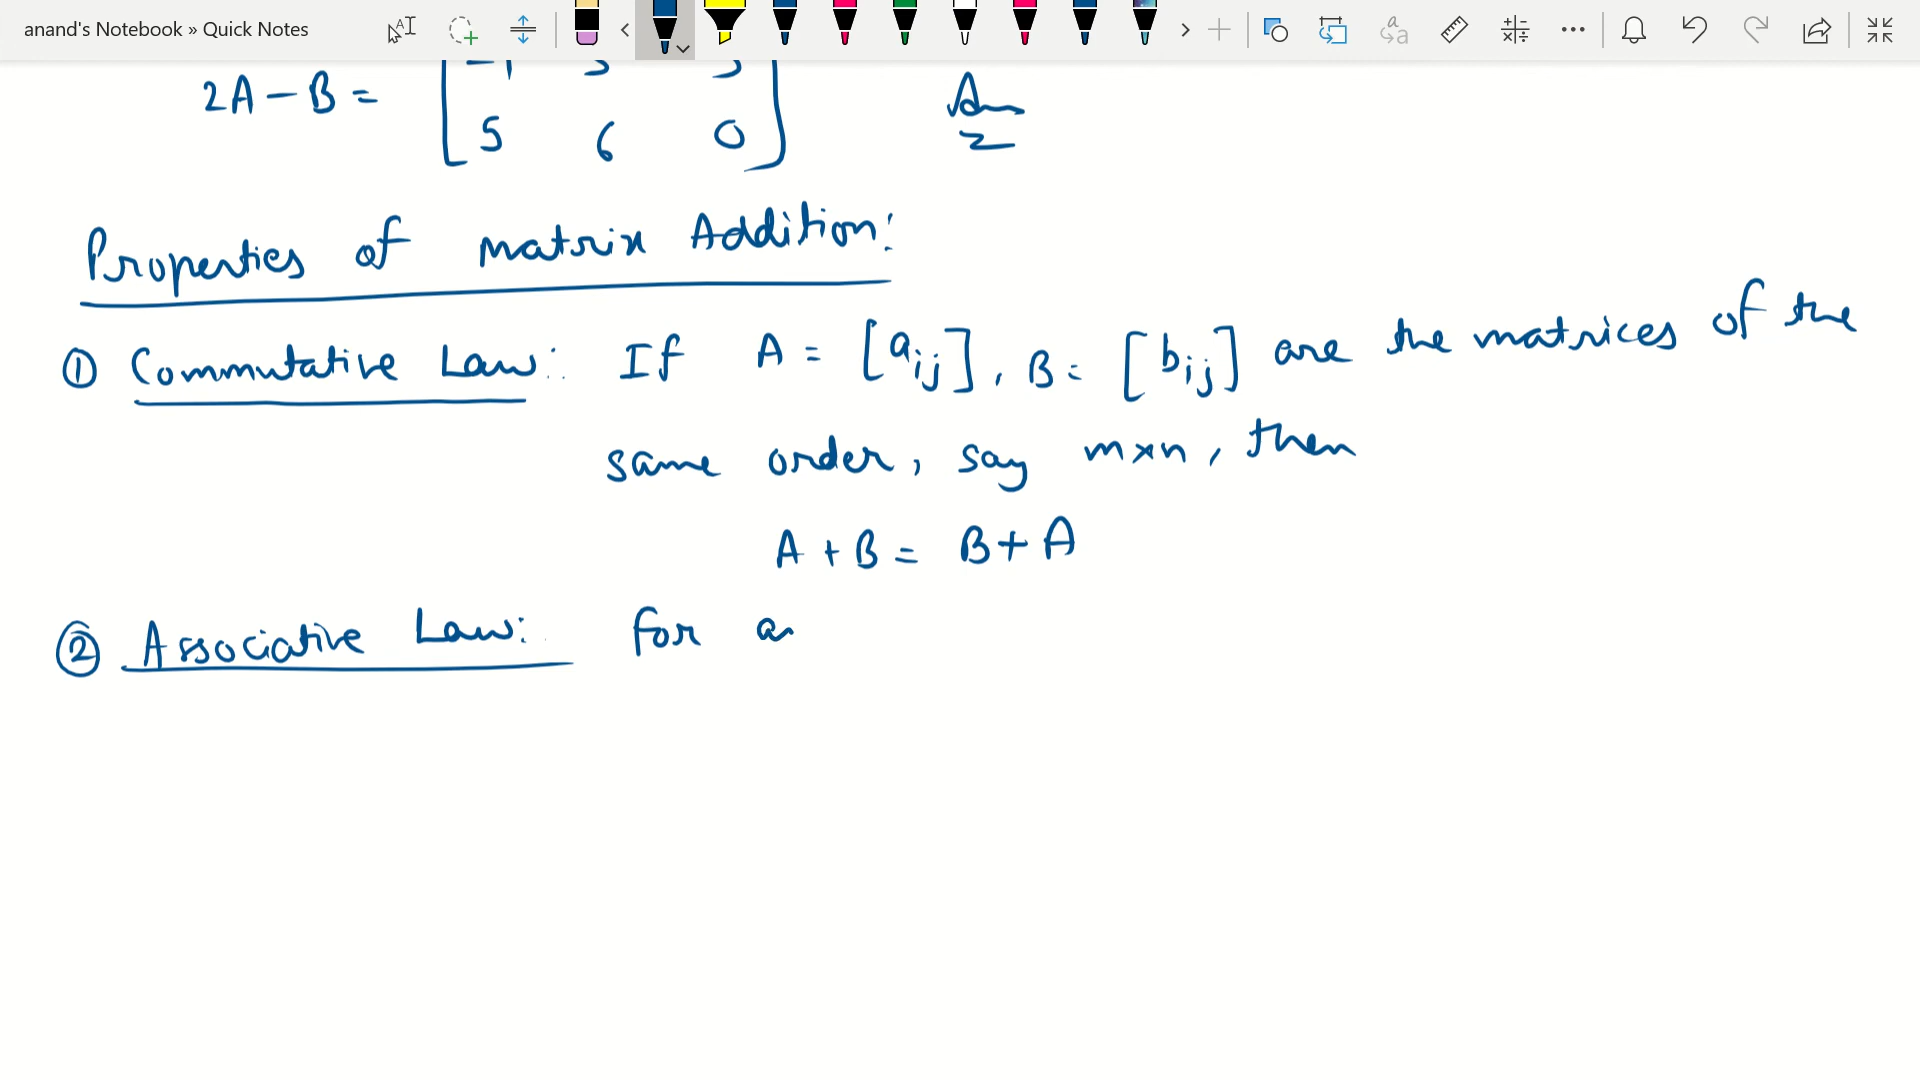 anand's Notebook » Quick Notes
2A - B = [
5 6 0 ] Ans
Properties of matrix Addition:
① Commutative Law: If A = [aij], B = [bij] are the matrices of the
same order, say m×n, then
A + B = B + A
② Associative Law: for a